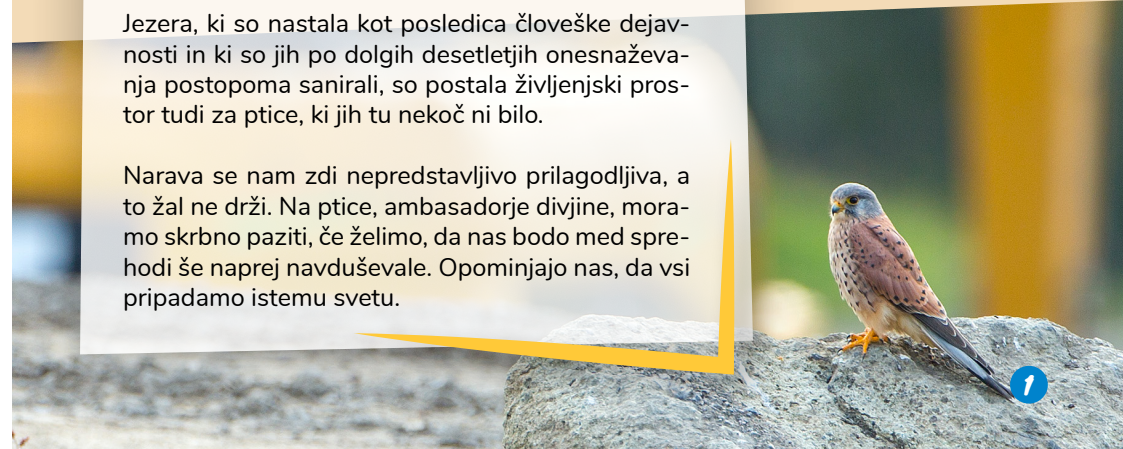 Jezera, ki so nastala kot posledica človeške dejav-
nosti in ki so jih po dolgih desetletjih onesnaževa-
nja postopoma sanirali, so postala življenjski pros-
tor tudi za ptice, ki jih tu nekoč ni bilo.
Narava se nam zdi nepredstavljivo prilagodljiva, a
to žal ne drži. Na ptice, ambasadorje divjine, mora-
mo skrbno paziti, če želimo, da nas bodo med spre-
hodi še naprej navduševale. Opominjajo nas, da vsi
pripadamo istemu svetu.
1